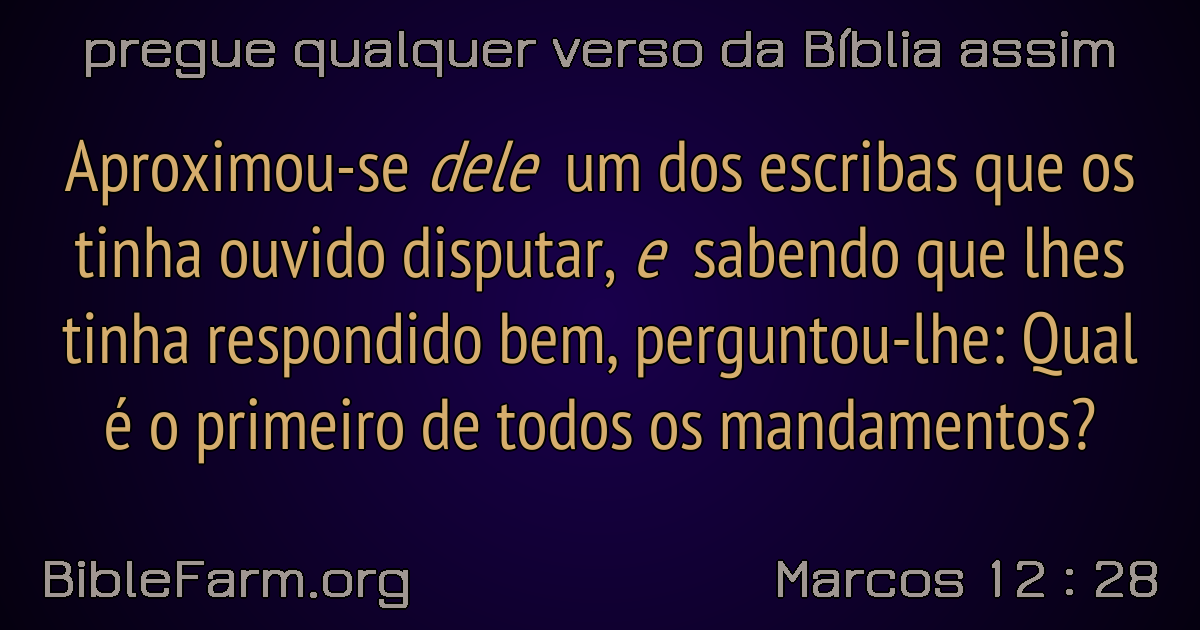 pregue qualquer verso da Bíblia assim
Aproximou-se dele um dos escribas que os
tinha ouvido disputar, e sabendo que lhes
tinha respondido bem, perguntou-lhe: Qual
é o primeiro de todos os mandamentos?
BibleFarm.org
Marcos 12 : 28